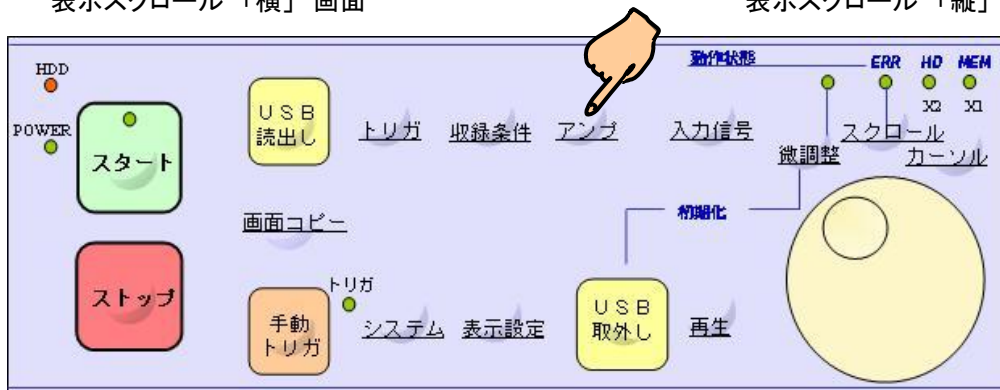 表示スクロール 「横」 画面
表示スクロール 「縦」
動作状態
ERR HD MEM
X2 X1
HDD
POWER
スタート
USB
読出し
トリガ 収録条件 アンプ 入力信号
微調整
スクロール
カーソル
画面コピー
初期化
ストップ
手動
トリガ
トリガ
システム 表示設定
USB
取外し
再生